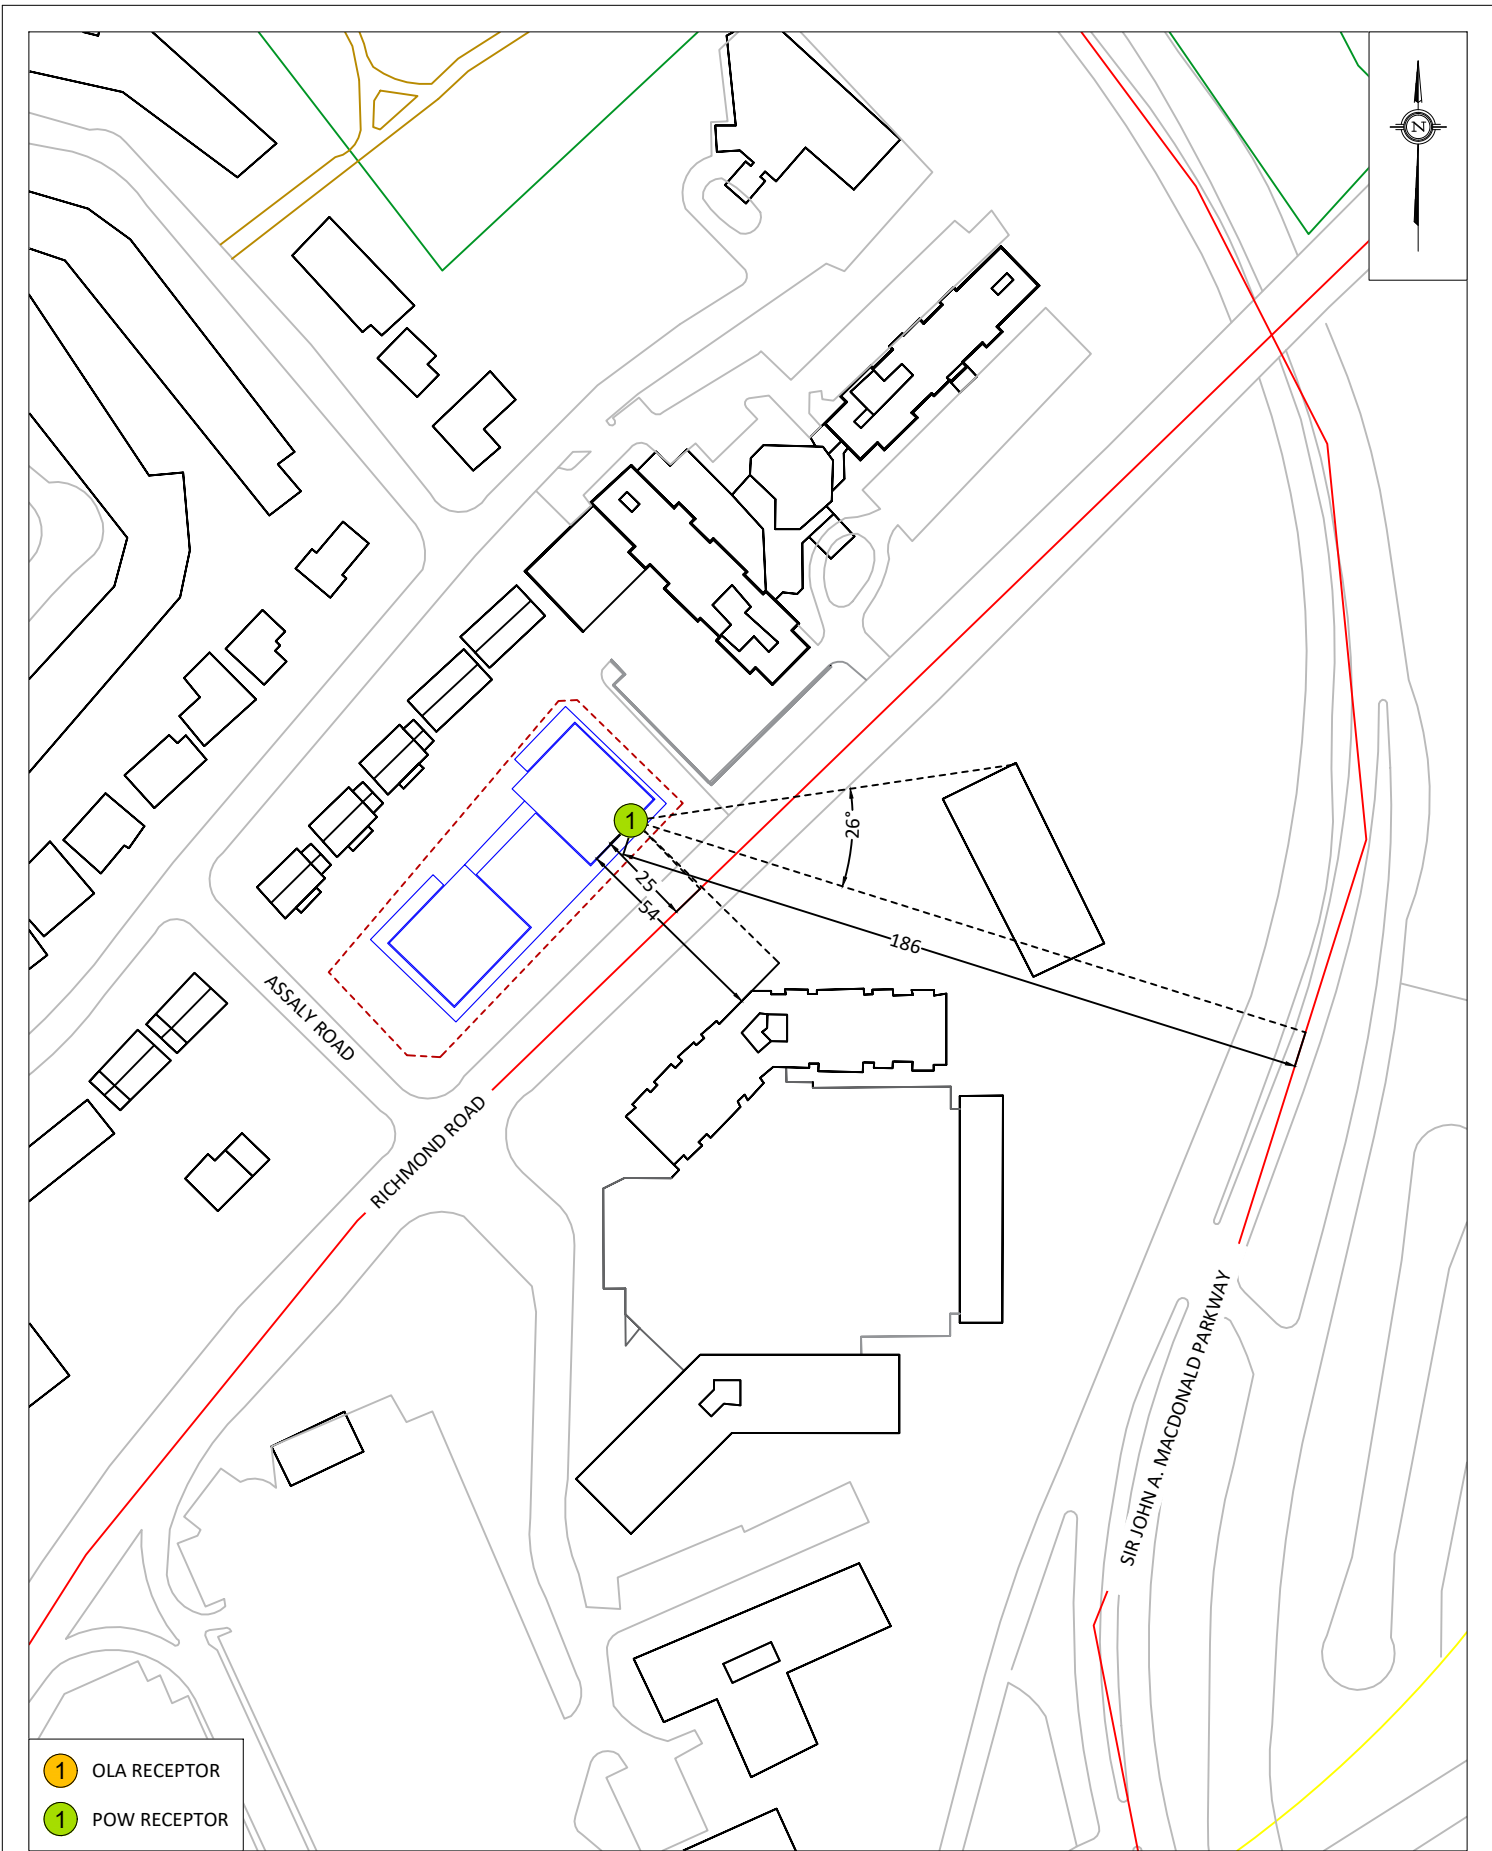 N
1
26°
25
54
186
ASSALY ROAD
RICHMOND ROAD
SIR JOHN A. MACDONALD PARKWAY
1 OLA RECEPTOR
1 POW RECEPTOR